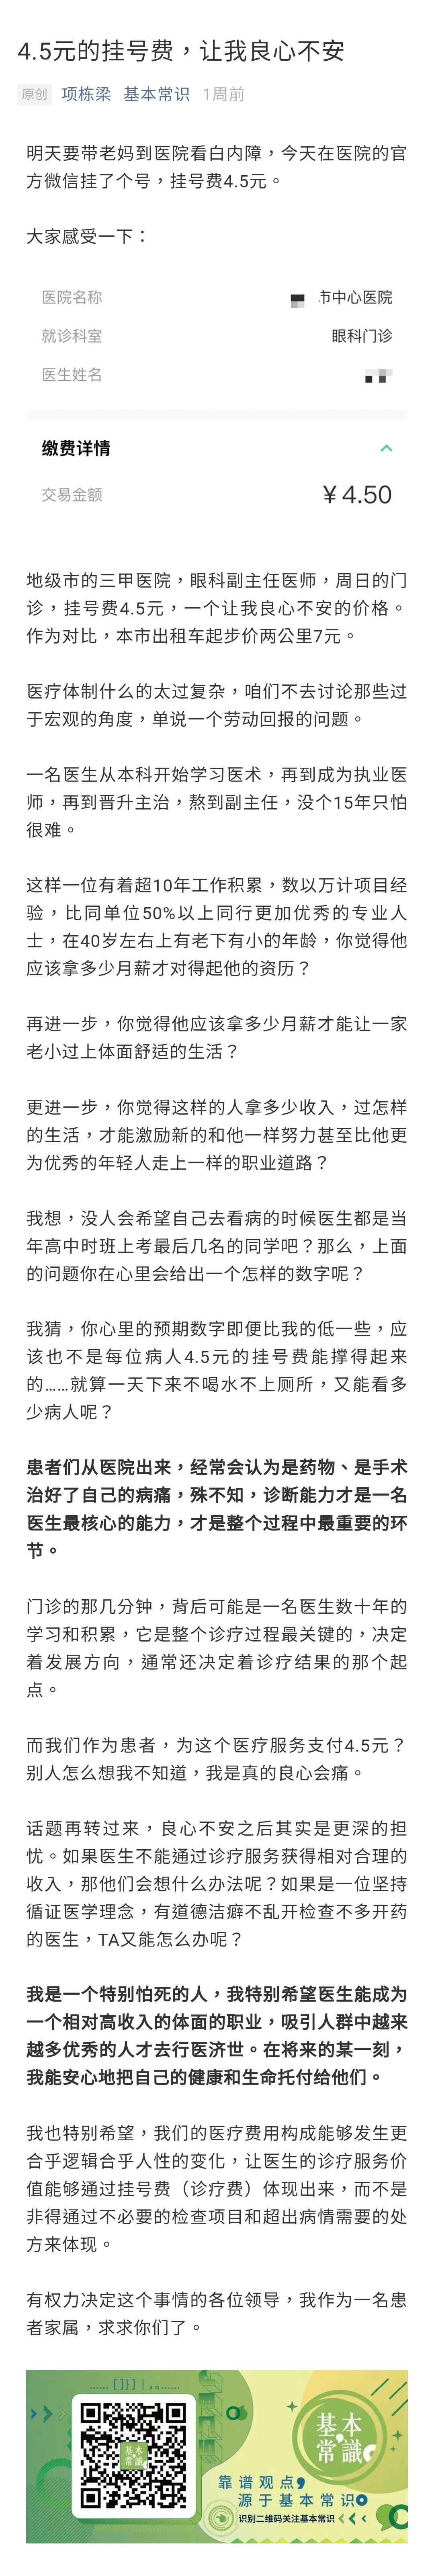 4.5元的挂号费，让我良心不安
原创 项栋梁 基本常识 1周前
明天要带老妈到医院看白内障，今天在医院的官
方微信挂了个号，挂号费4.5元。
大家感受一下：
医院名称 市中心医院
就诊科室 眼科门诊
医生姓名
缴费详情
交易金额 ¥4.50
地级市的三甲医院，眼科副主任医师，周日的门
诊，挂号费4.5元，一个让我良心不安的价格。
作为对比，本市出租车起步价两公里7元。
医疗体制什么的太过复杂，咱们不去讨论那些过
于宏观的角度，单说一个劳动回报的问题。
一名医生从本科开始学习医术，再到成为执业医
师，再到晋升主治，熬到副主任，没个15年只怕
很难。
这样一位有着超10年工作积累，数以万计项目经
验，比同单位50%以上同行更加优秀的专业人
士，在40岁左右上有老下有小的年龄，你觉得他
应该拿多少月薪才对得起他的资历？
再进一步，你觉得他应该拿多少月薪才能让一家
老小过上体面舒适的生活？
更进一步，你觉得这样的人拿多少收入，过怎样
的生活，才能激励新的和他一样努力甚至比他更
为优秀的年轻人走上一样的职业道路？
我想，没人会希望自己去看病的时候医生都是当
年高中时班上考最后几名的同学吧？那么，上面
的问题你在心里会给出一个怎样的数字呢？
我猜，你心里的预期数字即便比我的低一些，应
该也不是每位病人4.5元的挂号费能撑得起来
的……就算一天下来不喝水不上厕所，又能看多
少病人呢？
患者们从医院出来，经常会认为是药物、是手术
治好了自己的病痛，殊不知，诊断能力才是一名
医生最核心的能力，才是整个过程中最重要的环
节。
门诊的那几分钟，背后可能是一名医生数十年的
学习和积累，它是整个诊疗过程最关键的，决定
着发展方向，通常还决定着诊疗结果的那个起
点。
而我们作为患者，为这个医疗服务支付4.5元？
别人怎么想我不知道，我是真的良心会痛。
话题再转过来，良心不安之后其实是更深的担
忧。如果医生不能通过诊疗服务获得相对合理的
收入，那他们会想什么办法呢？如果是一位坚持
循证医学理念，有道德洁癖不乱开检查不多开药
的医生，TA又能怎么办呢？
我是一个特别怕死的人，我特别希望医生能成为
一个相对高收入的体面的职业，吸引人群中越来
越多优秀的人才去行医济世。在将来的某一刻，
我能安心地把自己的健康和生命托付给他们。
我也特别希望，我们的医疗费用构成能够发生更
合乎逻辑合乎人性的变化，让医生的诊疗服务价
值能够通过挂号费（诊疗费）体现出来，而不是
非得通过不必要的检查项目和超出病情需要的处
方来体现。
有权力决定这个事情的各位领导，我作为一名患
者家属，求求你们了。
基本
常識
靠谱观点，
源于基本常识
识别二维码关注基本常识